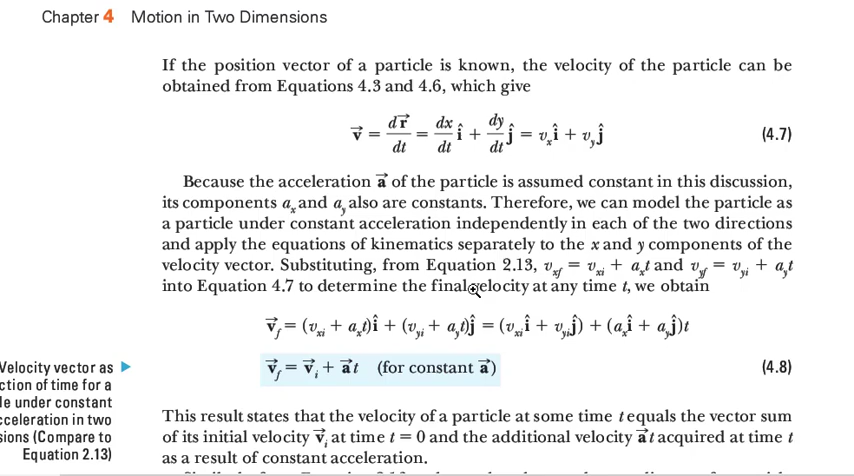 Chapter 4 Motion in Two Dimensions
If the position vector of a particle is known, the velocity of the particle can be
obtained from Equations 4.3 and 4.6, which give
v⃗ = dr⃗/dt = dx/dt î + dy/dt ĵ = vₓî + v_yĵ (4.7)
Because the acceleration a⃗ of the particle is assumed constant in this discussion,
its components aₓ and a_y also are constants. Therefore, we can model the particle as
a particle under constant acceleration independently in each of the two directions
and apply the equations of kinematics separately to the x and y components of the
velocity vector. Substituting, from Equation 2.13, v_xf = v_xi + aₓt and v_yf = v_yi + a_yt
into Equation 4.7 to determine the final velocity at any time t, we obtain
v⃗_f = (v_xi + aₓt)î + (v_yi + a_yt)ĵ = (v_xiî + v_yiĵ) + (aₓî + a_yĵ)t
v⃗_f = v⃗_i + a⃗t (for constant a⃗) (4.8)
Velocity vector as ▶
ction of time for a
le under constant
cceleration in two
sions (Compare to
Equation 2.13)
This result states that the velocity of a particle at some time t equals the vector sum
of its initial velocity v⃗_i at time t = 0 and the additional velocity a⃗t acquired at time t
as a result of constant acceleration.